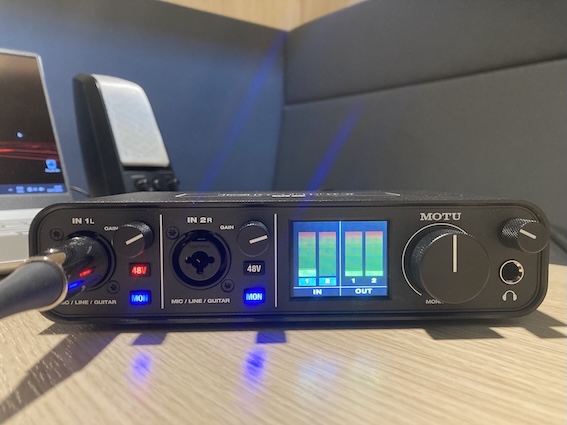 IN 1L
IN 2R
MOTU
GAIN
GAIN
48V
48V
MON
MON
MIC / LINE / GUITAR
MIC / LINE / GUITAR
1 2
1 2
IN
OUT